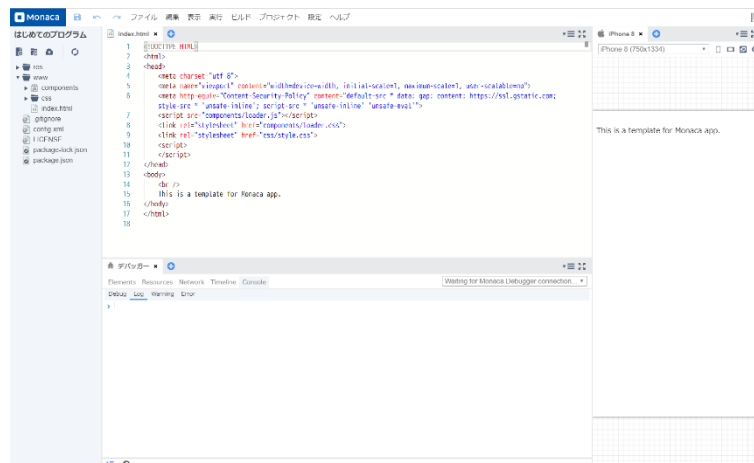 Monaca ファイル 編集 表示 実行 ビルド プロジェクト 設定 ヘルプ
はじめてのプログラム
www
components
css
index.html
.gitignore
config.xml
LICENSE
package-lock.json
package.json
index.html
1 <!DOCTYPE HTML>
2 <html>
3 <head>
4 <meta charset="utf-8">
5 <meta name="viewport" content="width=device-width, initial-scale=1, maximum-scale=1, user-scalable=no">
6 <meta http-equiv="Content-Security-Policy" content="default-src * data: gap: content: https://ssl.gstatic.com;
style-src * 'unsafe-inline'; script-src * 'unsafe-inline' 'unsafe-eval'">
7 <script src="components/loader.js"></script>
8 <link rel="stylesheet" href="components/loader.css">
9 <link rel="stylesheet" href="css/style.css">
10 <script>
11 </script>
12 </head>
13 <body>
14 <br />
15 This is a template for Monaca app.
16 </body>
17 </html>
18
デバッガー
Elements Resources Network Timeline Console
Waiting for Monaca Debugger connection...
Debug Log Warning Error
iPhone 8
iPhone 8 (750x1334)
This is a template for Monaca app.